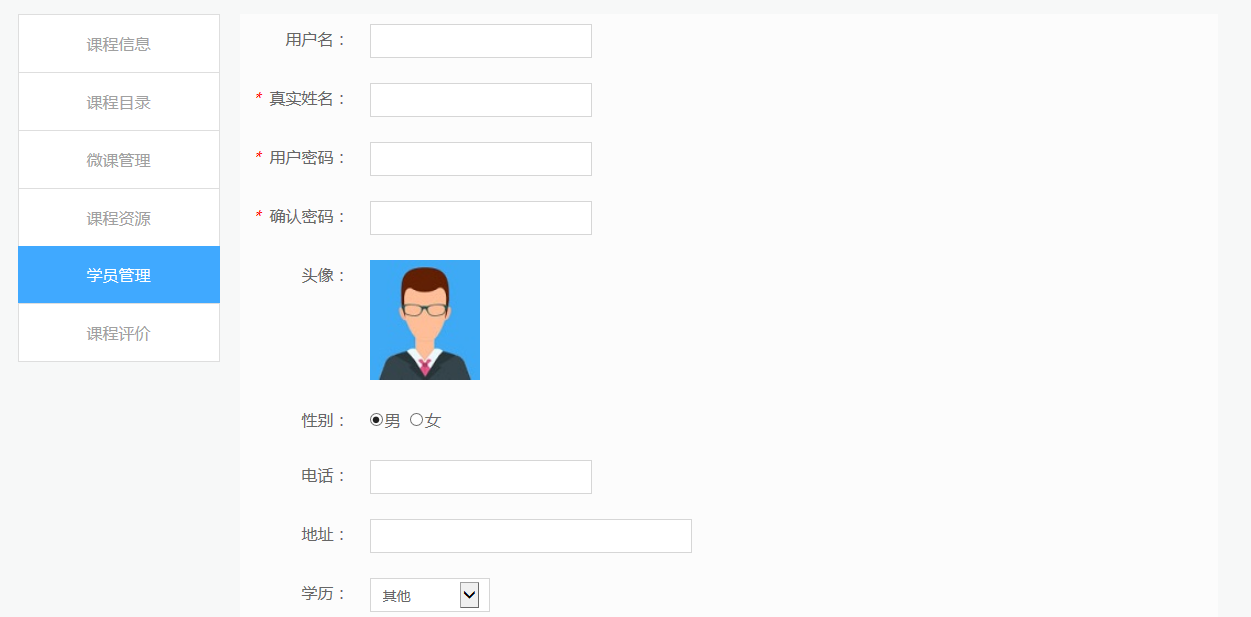 课程信息
课程目录
微课管理
课程资源
学员管理
课程评价
用户名：
* 真实姓名：
* 用户密码：
* 确认密码：
头像：
性别： 男 女
电话：
地址：
学历： 其他